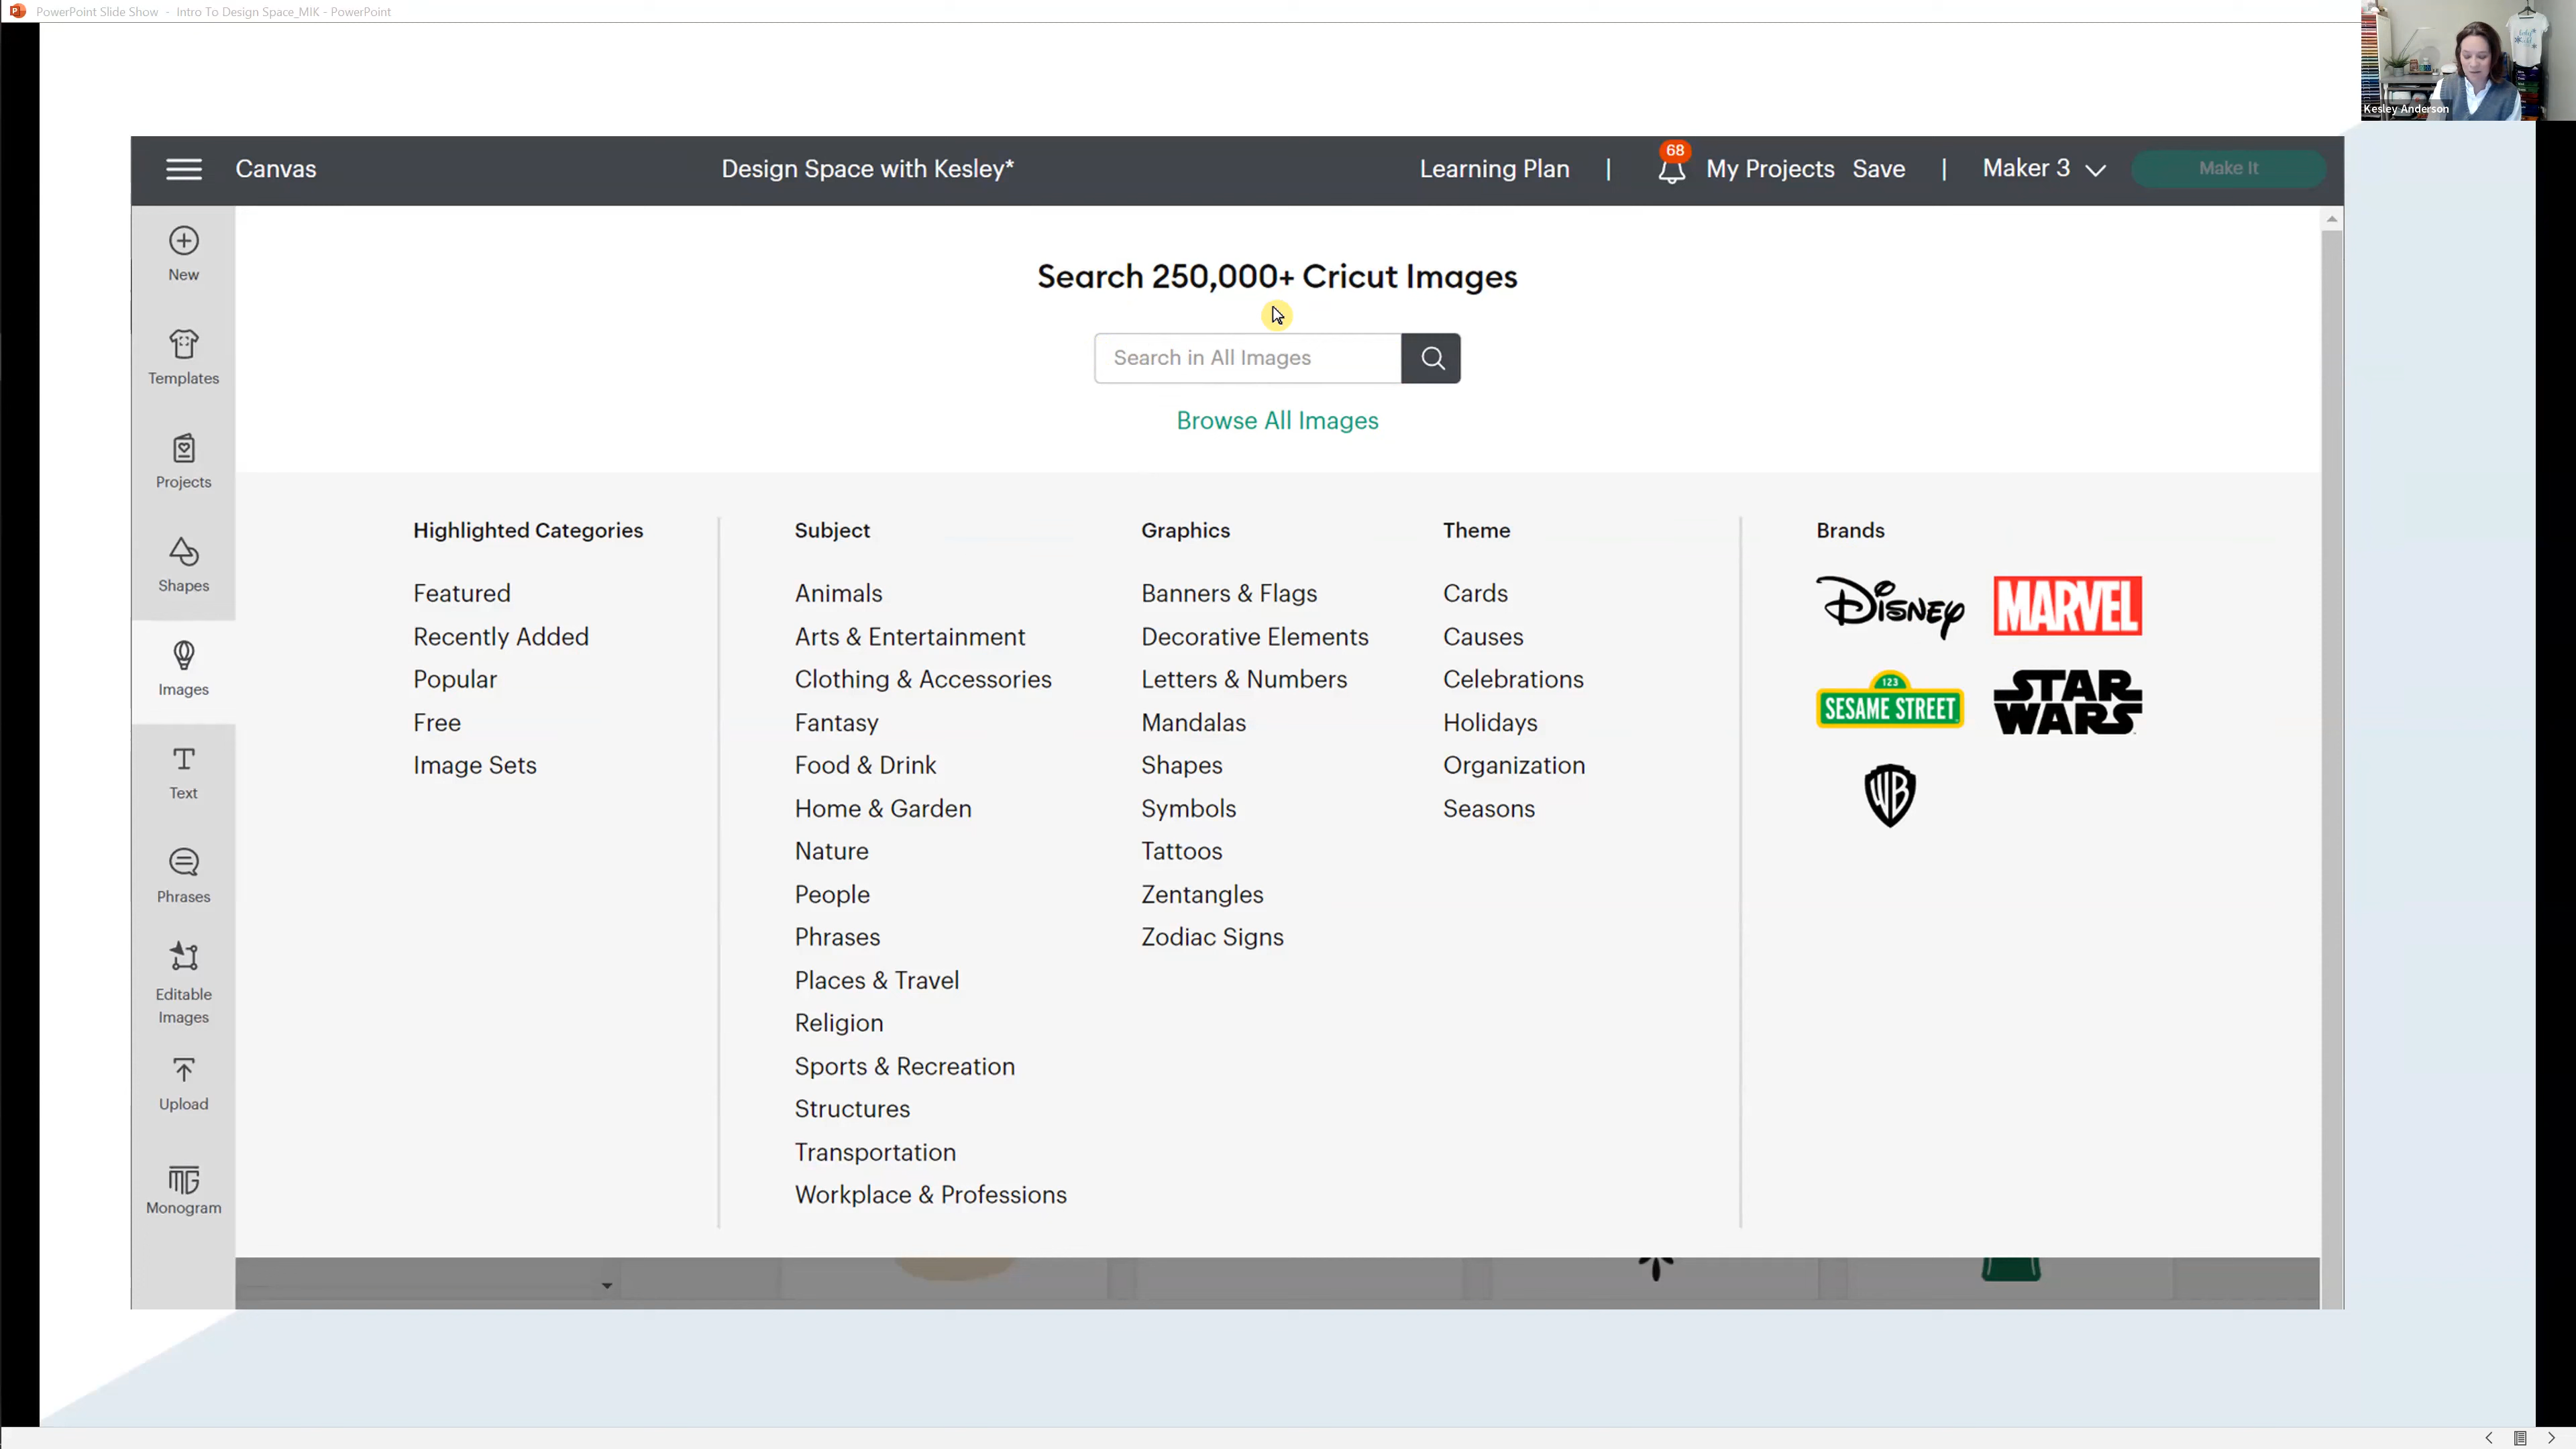 PowerPoint Slide Show - Intro To Design Space_MIK - PowerPoint
Kesley Anderson
Canvas
Design Space with Kesley*
Learning Plan | 68 My Projects Save | Maker 3 Make It
New
Templates
Projects
Shapes
Images
Text
Phrases
Editable
Images
Upload
Monogram
Search 250,000+ Cricut Images
Search in All Images
Browse All Images
Highlighted Categories
Featured
Recently Added
Popular
Free
Image Sets
Subject
Animals
Arts & Entertainment
Clothing & Accessories
Fantasy
Food & Drink
Home & Garden
Nature
People
Phrases
Places & Travel
Religion
Sports & Recreation
Structures
Transportation
Workplace & Professions
Graphics
Banners & Flags
Decorative Elements
Letters & Numbers
Mandalas
Shapes
Symbols
Tattoos
Zentangles
Zodiac Signs
Theme
Cards
Causes
Celebrations
Holidays
Organization
Seasons
Brands
Disney
MARVEL
123
SESAME STREET
STAR
WARS
WB